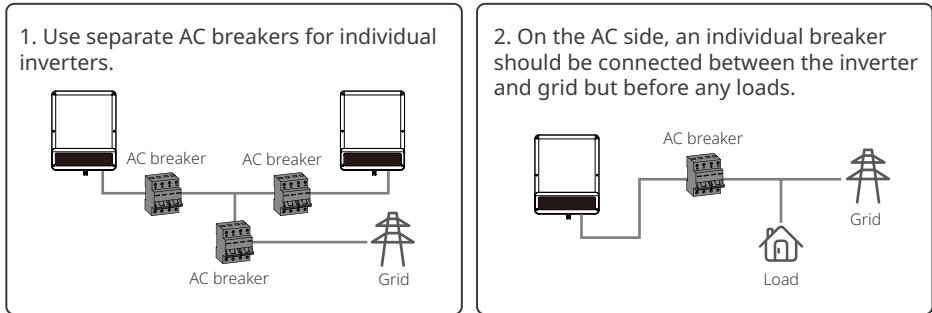 1. Use separate AC breakers for individual
inverters.
AC breaker
AC breaker
AC breaker
Grid
2. On the AC side, an individual breaker
should be connected between the inverter
and grid but before any loads.
AC breaker
Grid
Load